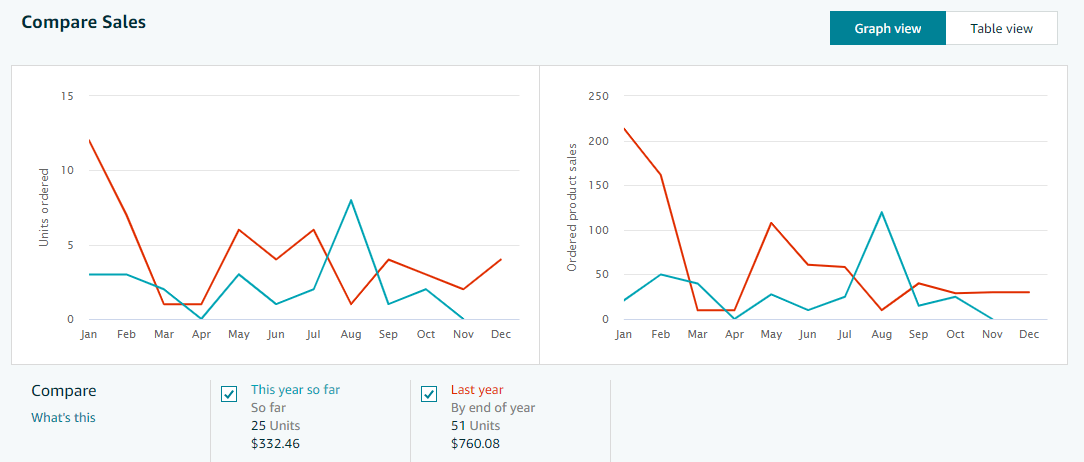 Compare Sales
Graph view
Table view
Units ordered
15
10
5
0
Jan Feb Mar Apr May Jun Jul Aug Sep Oct Nov Dec
Ordered product sales
250
200
150
100
50
0
Jan Feb Mar Apr May Jun Jul Aug Sep Oct Nov Dec
Compare
What's this
This year so far
So far
25 Units
$332.46
Last year
By end of year
51 Units
$760.08